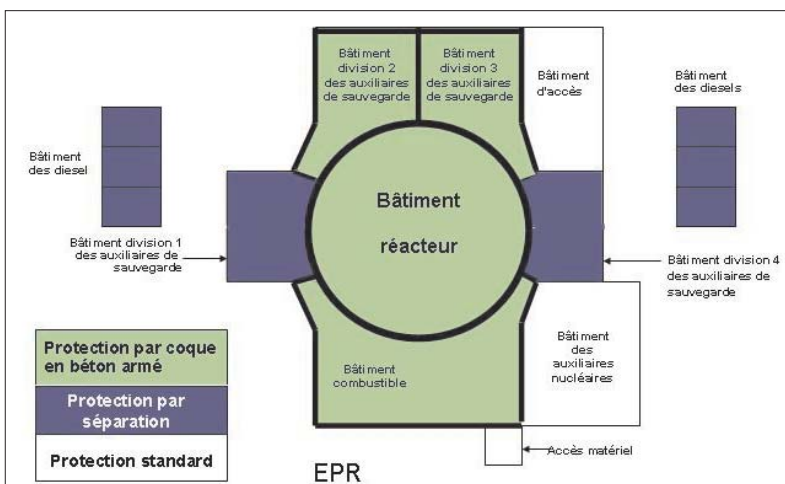 Bâtiment
division 2
des auxiliaires
de sauvegarde
Bâtiment
division 3
des auxiliaires
de sauvegarde
Bâtiment
d'accès
Bâtiment
des diesels
Bâtiment
des diesel
Bâtiment
réacteur
Bâtiment division 1
des auxiliaires de
sauvegarde
Bâtiment division 4
des auxiliaires de
sauvegarde
Bâtiment
des
auxiliaires
nucléaires
Bâtiment
combustible
Protection par coque
en béton armé
Protection par
séparation
Protection standard
Accès matériel
EPR